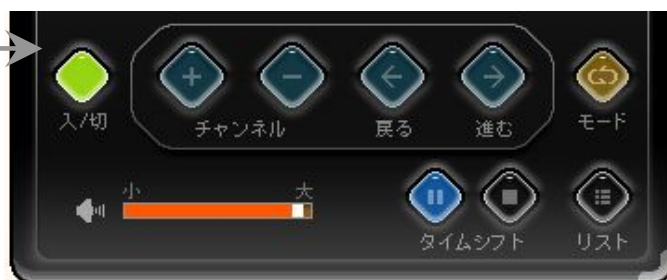 入/切
チャンネル
戻る
進む
モード
小
大
タイムシフト
リスト